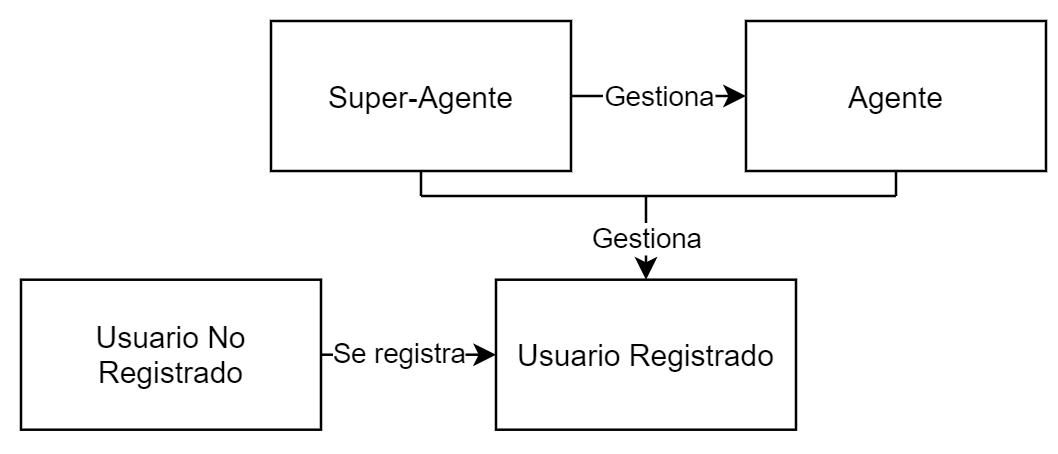 Super-Agente
Gestiona
Agente
Gestiona
Usuario No
Registrado
Se registra
Usuario Registrado